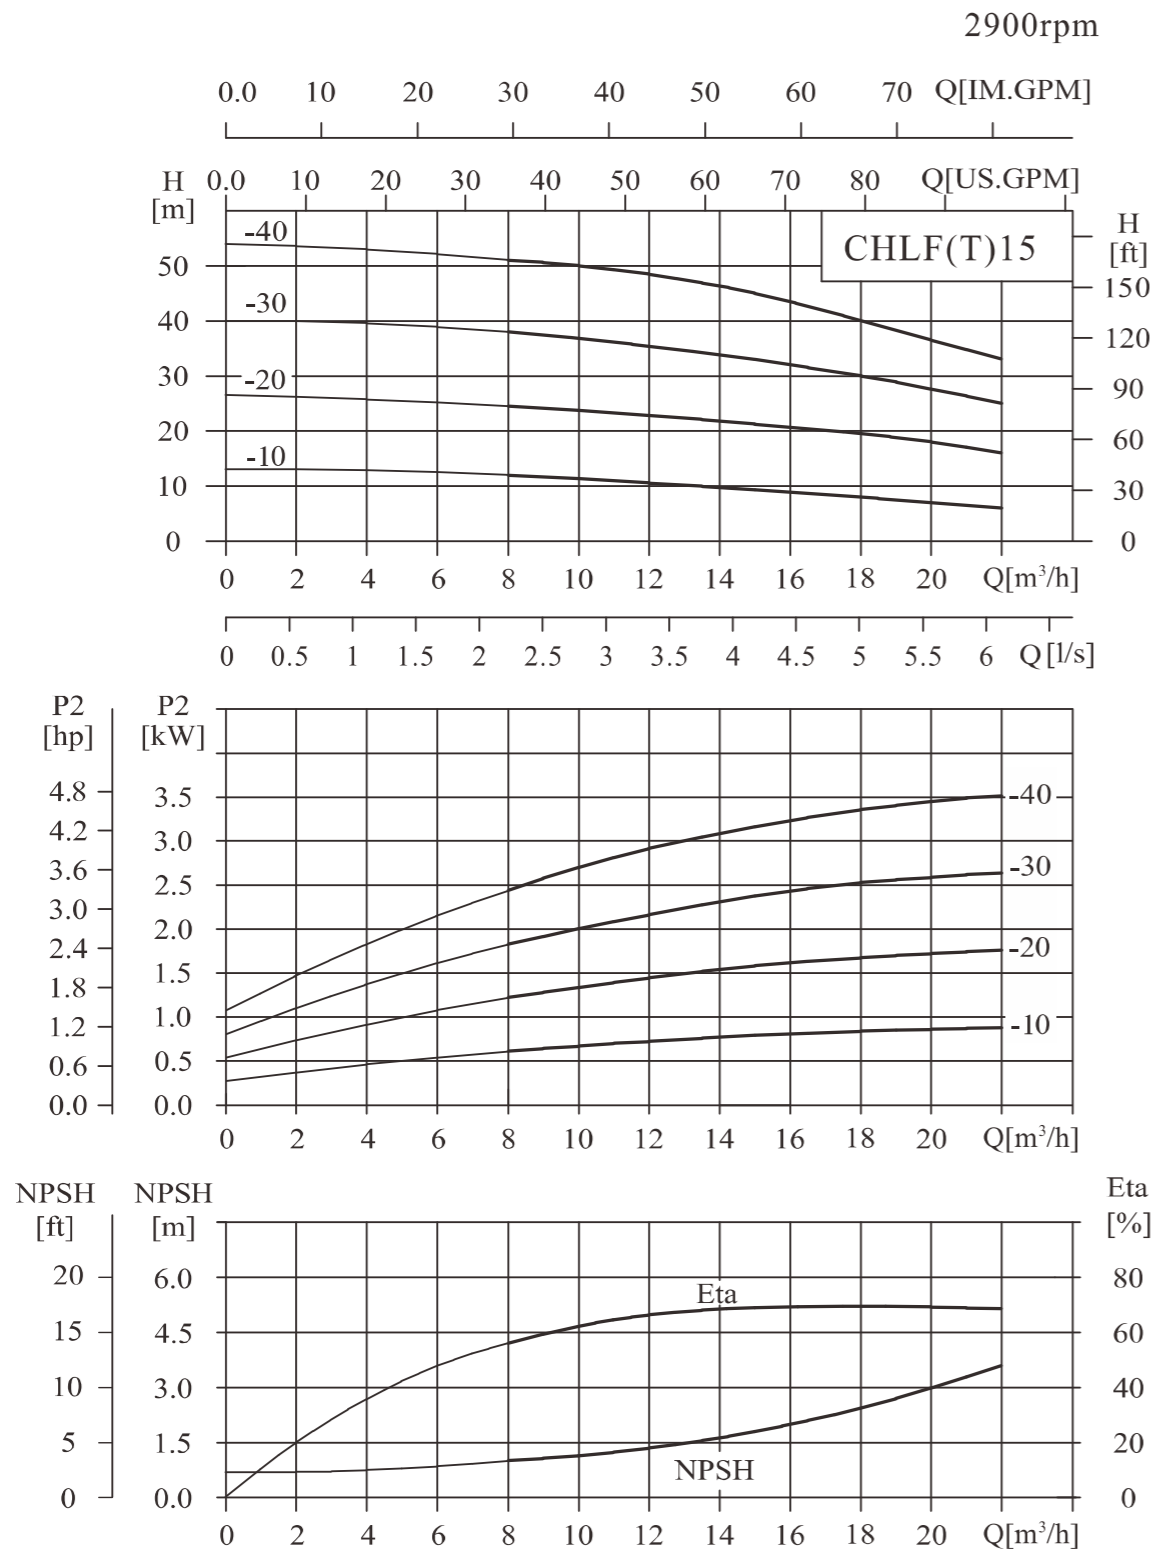 2900rpm
0.0 10 20 30 40 50 60 70 Q[IM.GPM]
H 0.0 10 20 30 40 50 60 70 80 Q[US.GPM]
[m]
H
[ft]
CHLF(T)15
-40
50
150
-30
40
120
-20
30
90
20
60
-10
10
30
0
0
0 2 4 6 8 10 12 14 16 18 20 Q[m³/h]
0 0.5 1 1.5 2 2.5 3 3.5 4 4.5 5 5.5 6 Q[l/s]
P2 P2
[hp] [kW]
4.8 3.5 -40
4.2 3.0
3.6 2.5 -30
3.0 2.0
2.4 1.5 -20
1.8 1.0
1.2 -10
0.6 0.5
0.0 0.0
0 2 4 6 8 10 12 14 16 18 20 Q[m³/h]
NPSH NPSH Eta
[ft] [m] [%]
20 6.0 80
Eta
15 4.5 60
10 3.0 40
5 1.5 20
NPSH
0 0.0 0
0 2 4 6 8 10 12 14 16 18 20 Q[m³/h]